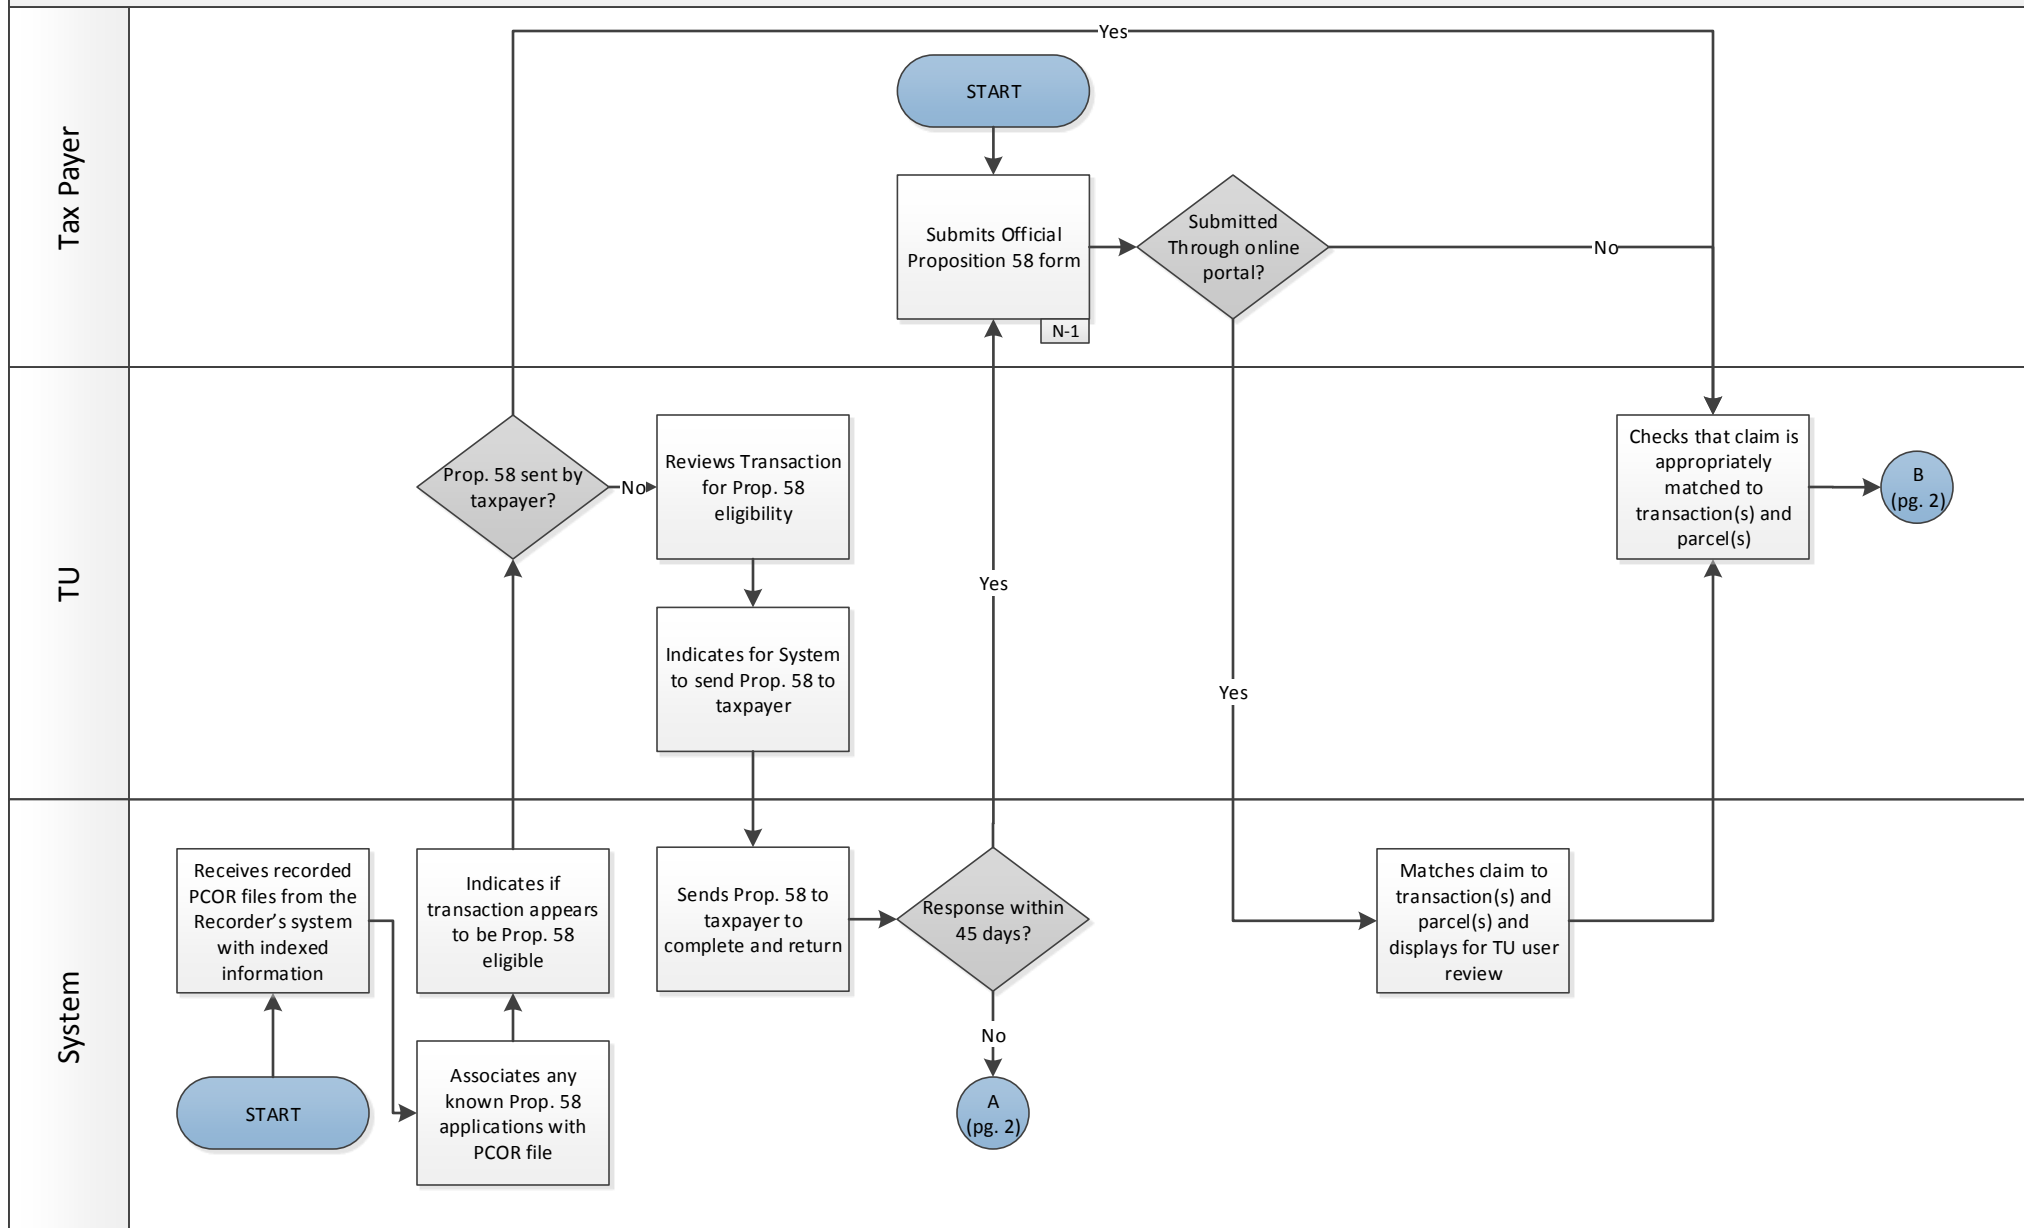 Tax Payer
Yes
START
Submits Official
Proposition 58 form
N-1
Submitted
Through online
portal?
No
TU
Prop. 58 sent by
taxpayer?
No
Reviews Transaction
for Prop. 58
eligibility
Indicates for System
to send Prop. 58 to
taxpayer
Yes
Yes
Checks that claim is
appropriately
matched to
transaction(s) and
parcel(s)
B
(pg. 2)
System
Receives recorded
PCOR files from the
Recorder's system
with indexed
information
START
Indicates if
transaction appears
to be Prop. 58
eligible
Associates any
known Prop. 58
applications with
PCOR file
Sends Prop. 58 to
taxpayer to
complete and return
Response within
45 days?
No
A
(pg. 2)
Matches claim to
transaction(s) and
parcel(s) and
displays for TU user
review